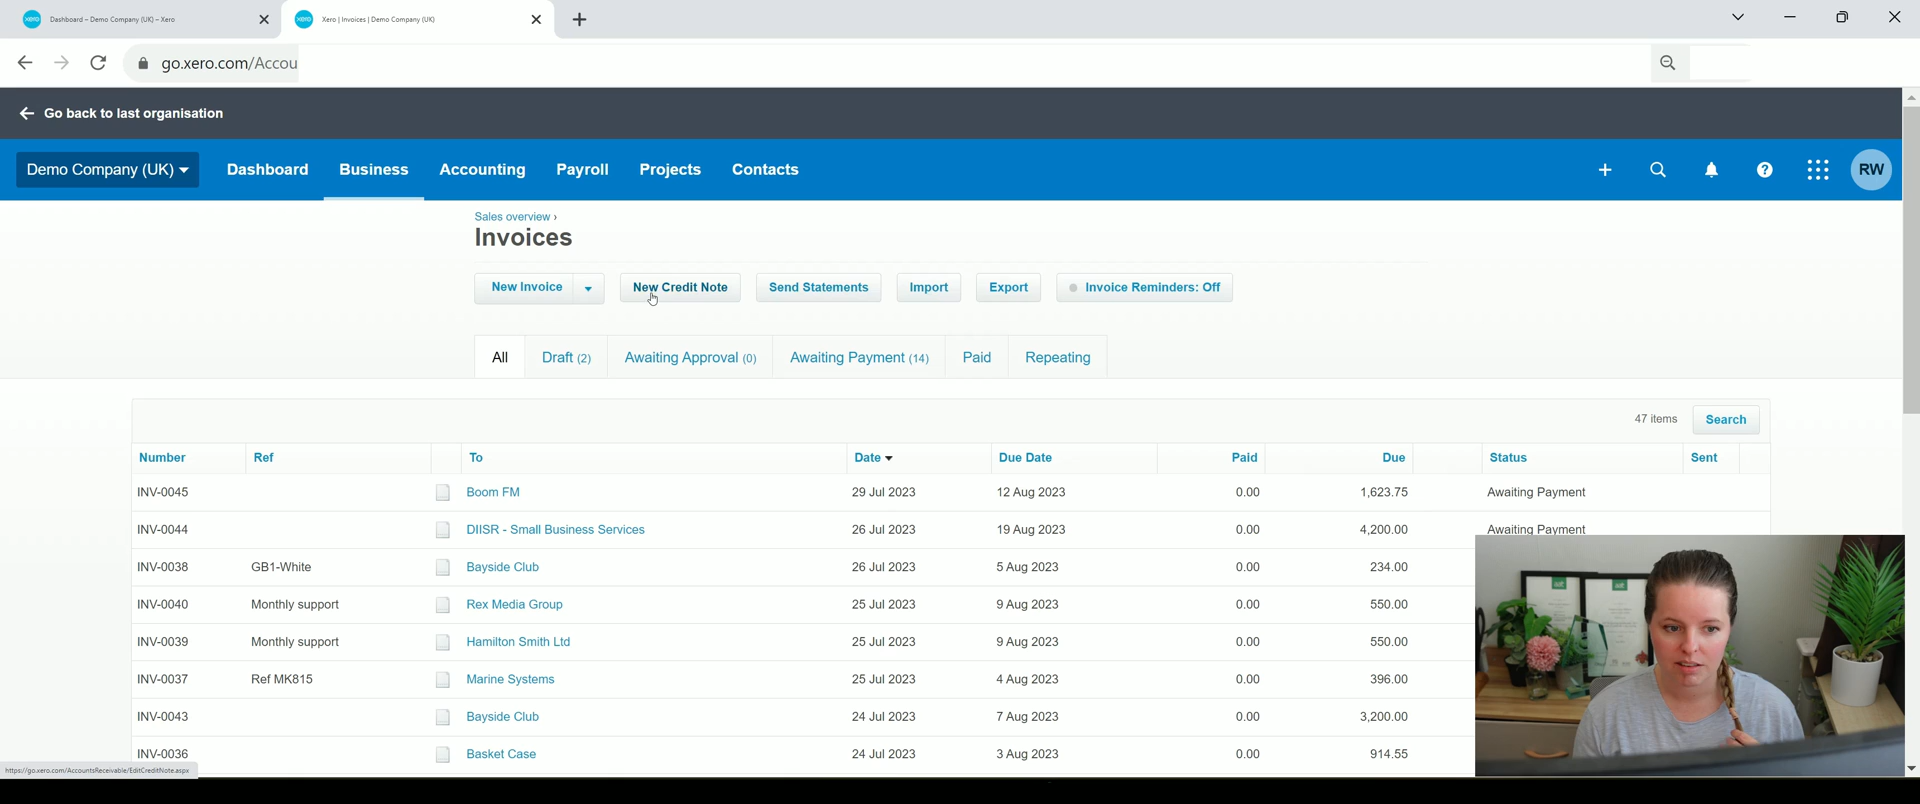 xero Dashboard – Demo Company (UK) – Xero
xero Xero | Invoices | Demo Company (UK)
go.xero.com/Accou
Go back to last organisation
Demo Company (UK) Dashboard Business Accounting Payroll Projects Contacts RW
Sales overview ›
Invoices
New Invoice New Credit Note Send Statements Import Export Invoice Reminders: Off
All Draft (2) Awaiting Approval (0) Awaiting Payment (14) Paid Repeating
47 items Search
Number Ref To Date Due Date Paid Due Status Sent
INV-0045 Boom FM 29 Jul 2023 12 Aug 2023 0.00 1,623.75 Awaiting Payment
INV-0044 DIISR - Small Business Services 26 Jul 2023 19 Aug 2023 0.00 4,200.00 Awaiting Payment
INV-0038 GB1-White Bayside Club 26 Jul 2023 5 Aug 2023 0.00 234.00
INV-0040 Monthly support Rex Media Group 25 Jul 2023 9 Aug 2023 0.00 550.00
INV-0039 Monthly support Hamilton Smith Ltd 25 Jul 2023 9 Aug 2023 0.00 550.00
INV-0037 Ref MK815 Marine Systems 25 Jul 2023 4 Aug 2023 0.00 396.00
INV-0043 Bayside Club 24 Jul 2023 7 Aug 2023 0.00 3,200.00
INV-0036 Basket Case 24 Jul 2023 3 Aug 2023 0.00 914.55
https://go.xero.com/AccountsReceivable/EditCreditNote.aspx